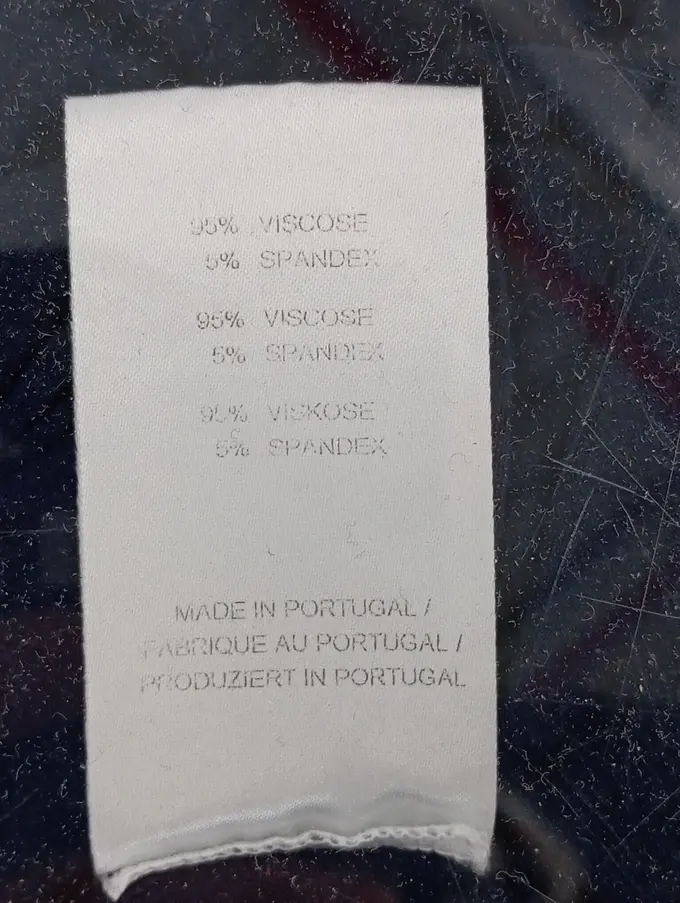 95% VISCOSE
5% SPANDEX
95% VISCOSE
5% SPANDEX
95% VISKOSE
5% SPANDEX
MADE IN PORTUGAL /
FABRIQUE AU PORTUGAL /
PRODUZIERT IN PORTUGAL